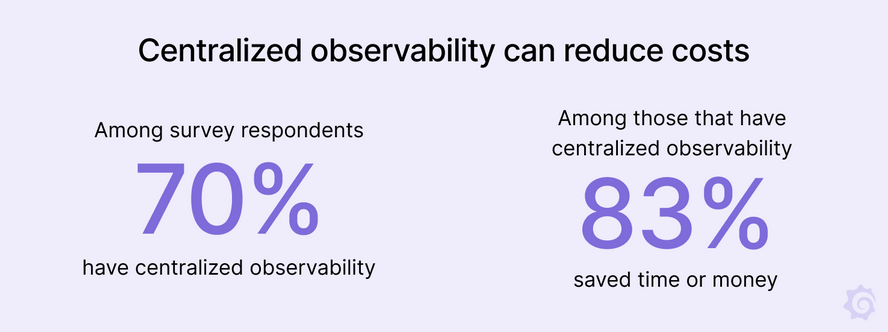 Centralized observability can reduce costs
Among survey respondents
70%
have centralized observability
Among those that have
centralized observability
83%
saved time or money